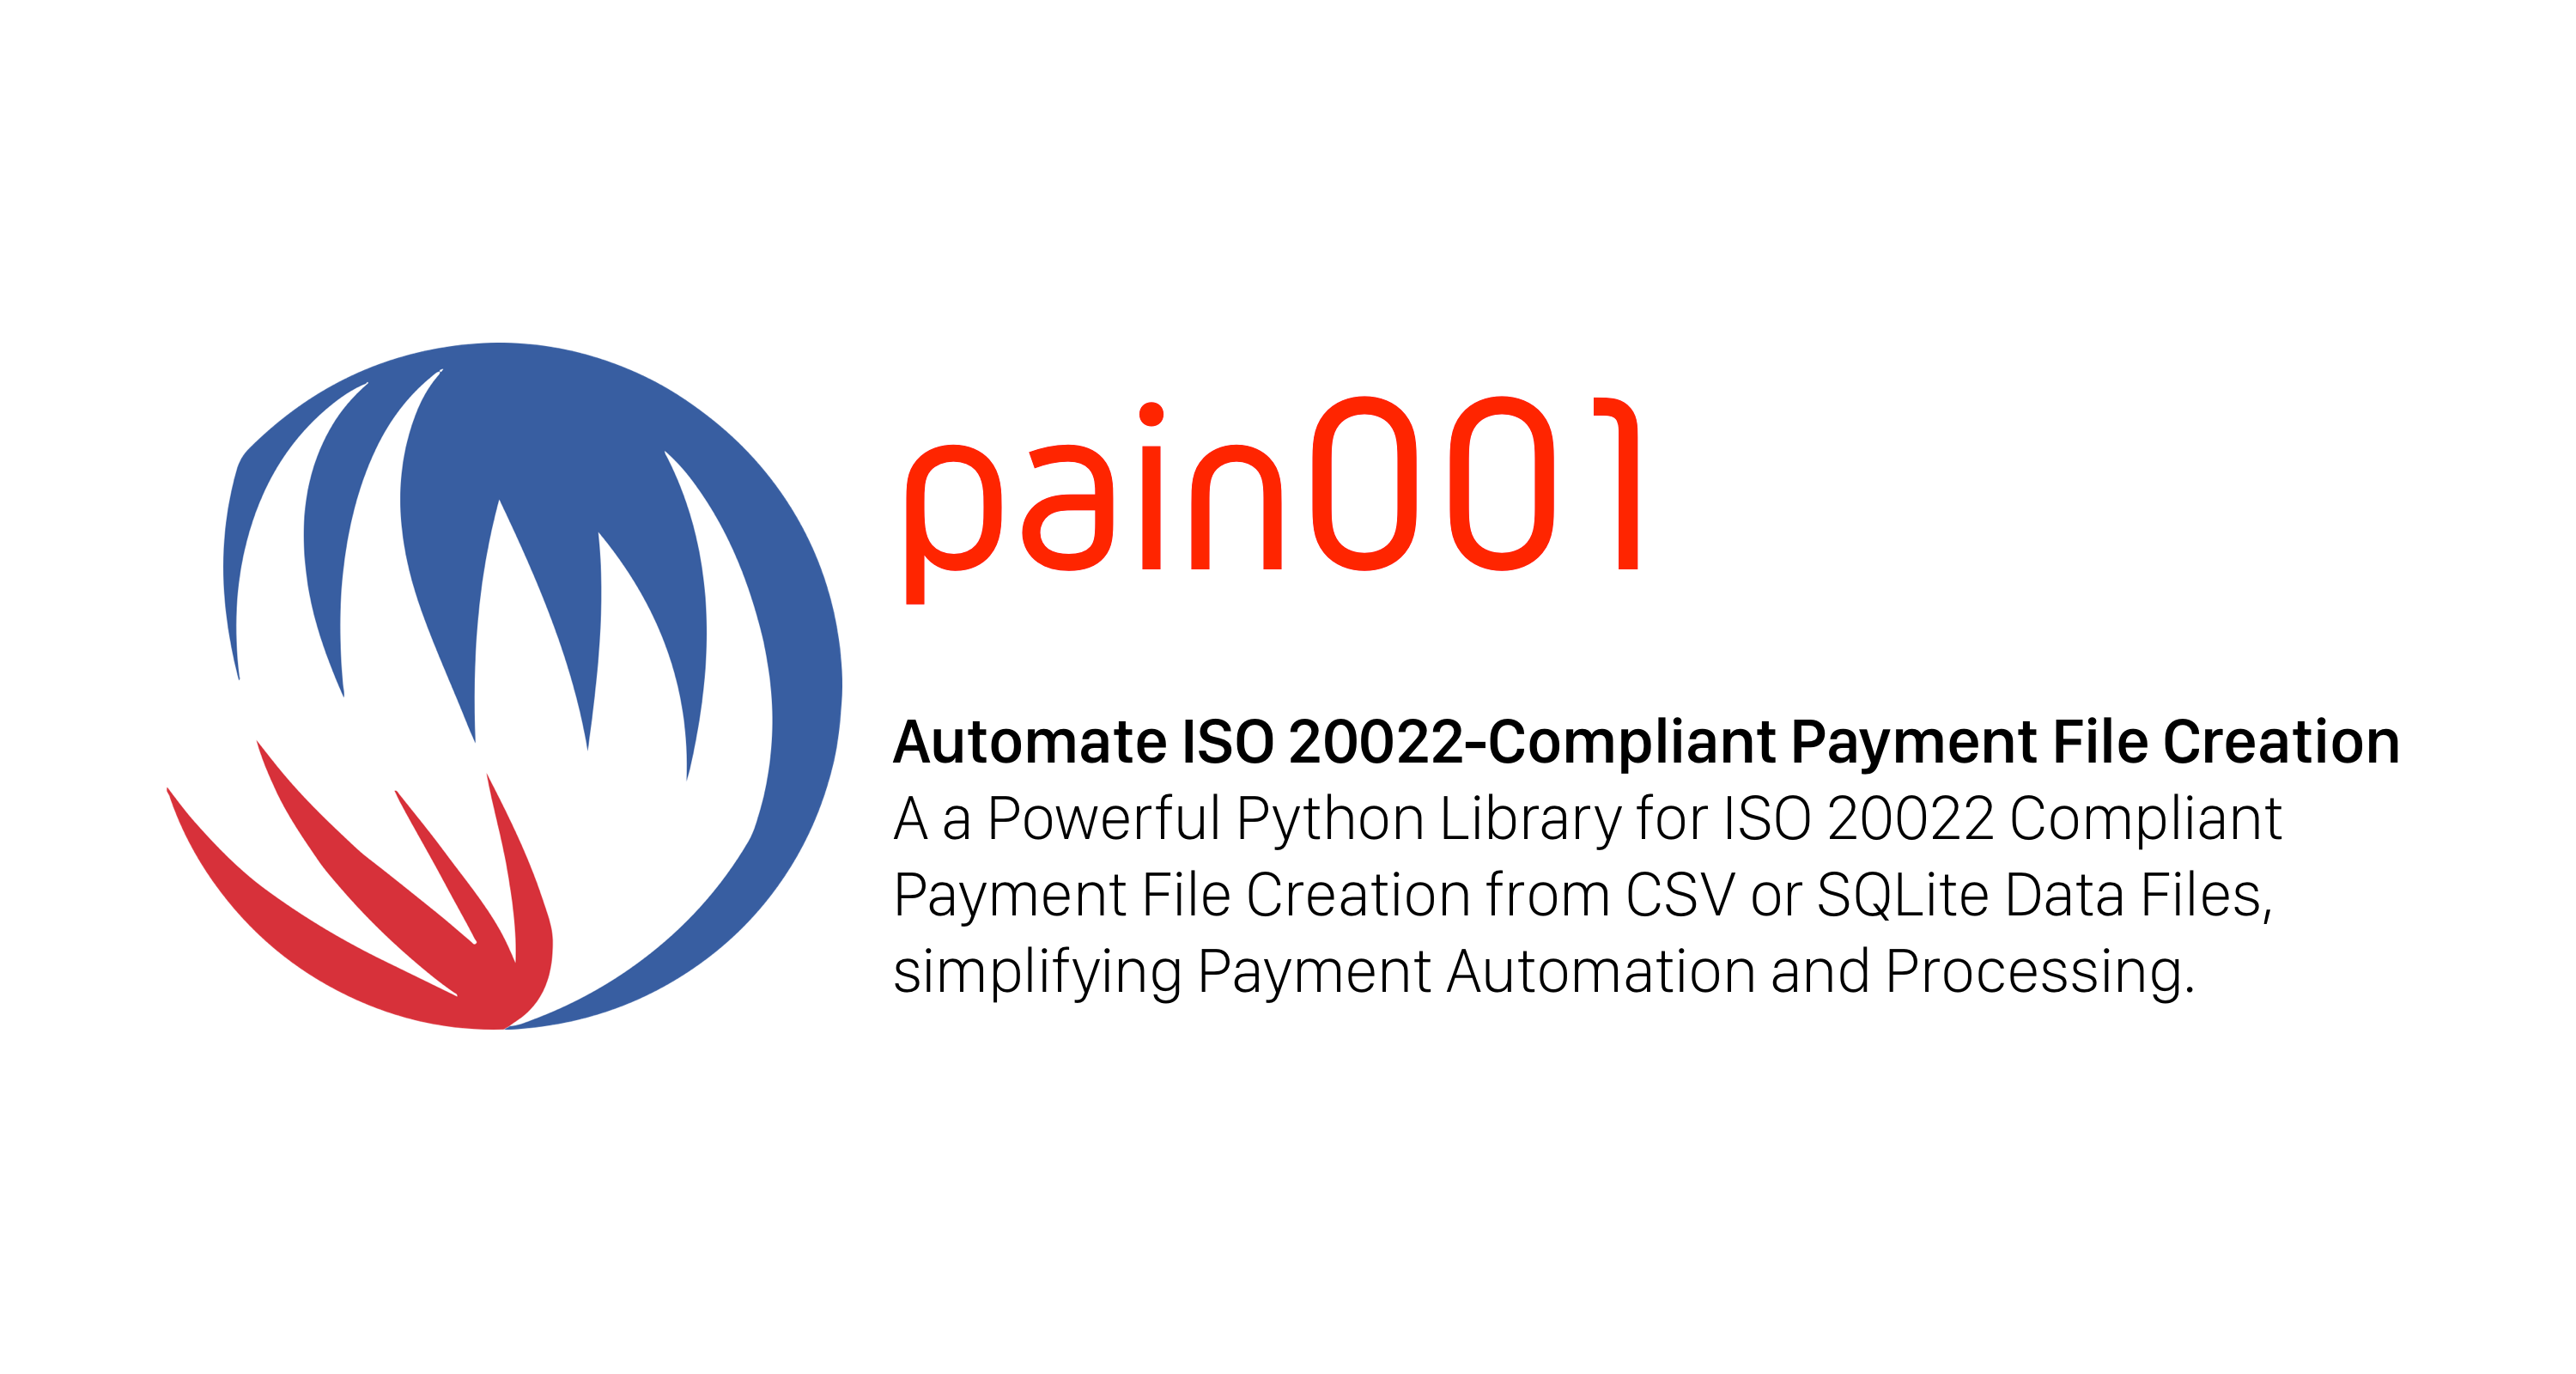 pain001
Automate ISO 20022-Compliant Payment File Creation
A a Powerful Python Library for ISO 20022 Compliant
Payment File Creation from CSV or SQLite Data Files,
simplifying Payment Automation and Processing.